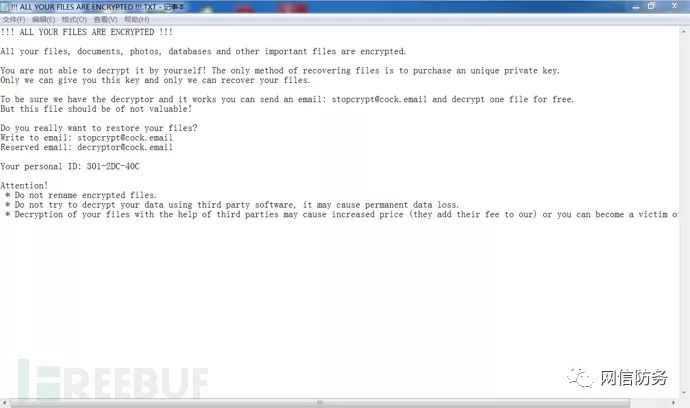 !!! ALL YOUR FILES ARE ENCRYPTED !!!.TXT - 记事本
文件(F) 编辑(E) 格式(O) 查看(V) 帮助(H)
!!! ALL YOUR FILES ARE ENCRYPTED !!!
All your files, documents, photos, databases and other important files are encrypted.
You are not able to decrypt it by yourself! The only method of recovering files is to purchase an unique private key.
Only we can give you this key and only we can recover your files.
To be sure we have the decryptor and it works you can send an email: stopcrypt@cock.email and decrypt one file for free.
But this file should be of not valuable!
Do you really want to restore your files?
Write to email: stopcrypt@cock.email
Reserved email: decryptor@cock.email
Your personal ID: 301-2DC-40C
Attention!
* Do not rename encrypted files.
* Do not try to decrypt your data using third party software, it may cause permanent data loss.
* Decryption of your files with the help of third parties may cause increased price (they add their fee to our) or you can become a victim o
REEBUF
网信防务